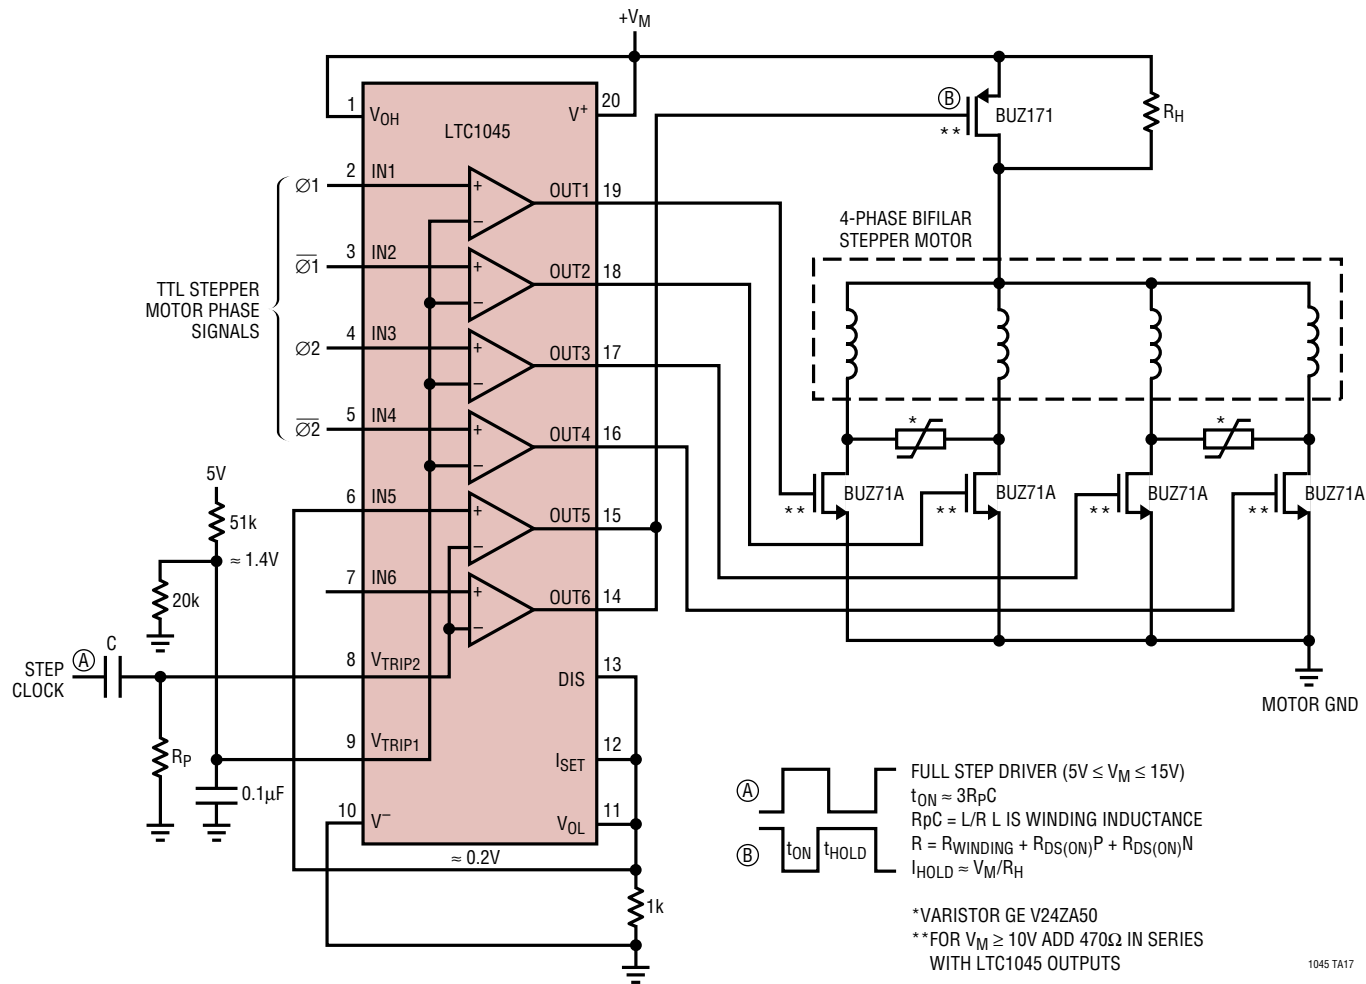 +VM
1
VOH
LTC1045
V+
20
Ⓑ
**
BUZ171
RH
TTL STEPPER
MOTOR PHASE
SIGNALS
∅1
2
IN1
+
−
OUT1
19
∅1̅
3
IN2
+
−
OUT2
18
∅2
4
IN3
+
−
OUT3
17
∅2̅
5
IN4
+
−
OUT4
16
6
IN5
+
−
OUT5
15
7
IN6
+
−
OUT6
14
4-PHASE BIFILAR
STEPPER MOTOR
*
*
BUZ71A
**
BUZ71A
**
BUZ71A
**
BUZ71A
**
MOTOR GND
5V
51k
≈ 1.4V
20k
STEP
CLOCK
Ⓐ
C
RP
0.1µF
8
VTRIP2
9
VTRIP1
10
V−
DIS
13
ISET
12
VOL
11
≈ 0.2V
1k
Ⓐ
Ⓑ
tON
tHOLD
FULL STEP DRIVER (5V ≤ VM ≤ 15V)
tON ≈ 3RPC
RpC = L/R L IS WINDING INDUCTANCE
R = RWINDING + RDS(ON)P + RDS(ON)N
IHOLD ≈ VM/RH
*VARISTOR GE V24ZA50
**FOR VM ≥ 10V ADD 470Ω IN SERIES
WITH LTC1045 OUTPUTS
1045 TA17